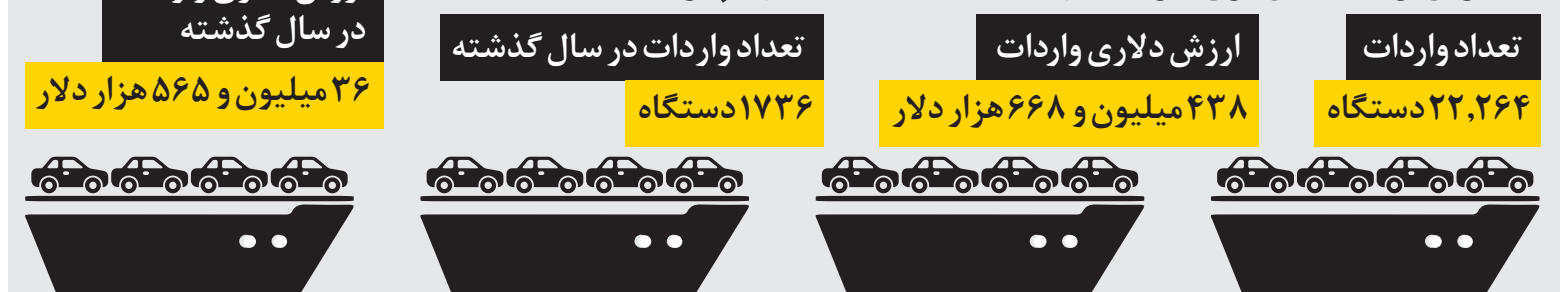 تعداد واردات
۲۲,۲۶۴ دستگاه
ارزش دلاری واردات
۴۳۸ میلیون و ۶۶۸ هزار دلار
تعداد واردات در سال گذشته
۱۷۳۶ دستگاه
در سال گذشته
۳۶ میلیون و ۵۶۵ هزار دلار